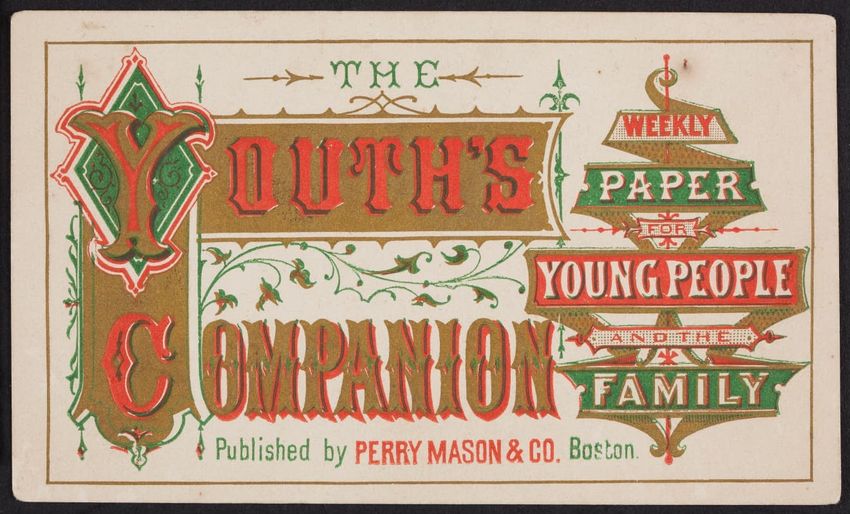 THE
YOUTH'S
COMPANION
Published by PERRY MASON & CO. Boston.
WEEKLY
PAPER
FOR
YOUNG PEOPLE
AND THE
FAMILY